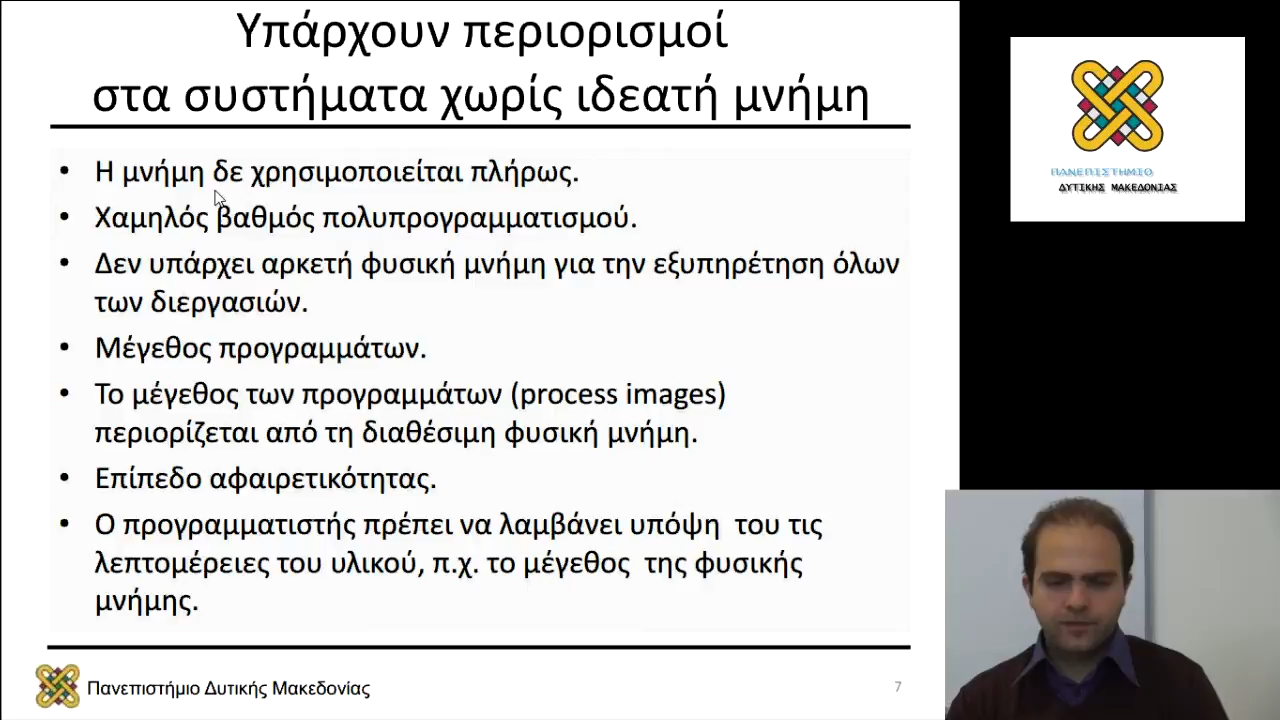 Υπάρχουν περιορισμοί
στα συστήματα χωρίς ιδεατή μνήμη
• Η μνήμη δε χρησιμοποιείται πλήρως.
• Χαμηλός βαθμός πολυπρογραμματισμού.
• Δεν υπάρχει αρκετή φυσική μνήμη για την εξυπηρέτηση όλων
των διεργασιών.
• Μέγεθος προγραμμάτων.
• Το μέγεθος των προγραμμάτων (process images)
περιορίζεται από τη διαθέσιμη φυσική μνήμη.
• Επίπεδο αφαιρετικότητας.
• Ο προγραμματιστής πρέπει να λαμβάνει υπόψη του τις
λεπτομέρειες του υλικού, π.χ. το μέγεθος της φυσικής
μνήμης.
Πανεπιστήμιο Δυτικής Μακεδονίας
7
ΠΑΝΕΠΙΣΤΗΜΙΟ
ΔΥΤΙΚΗΣ ΜΑΚΕΔΟΝΙΑΣ